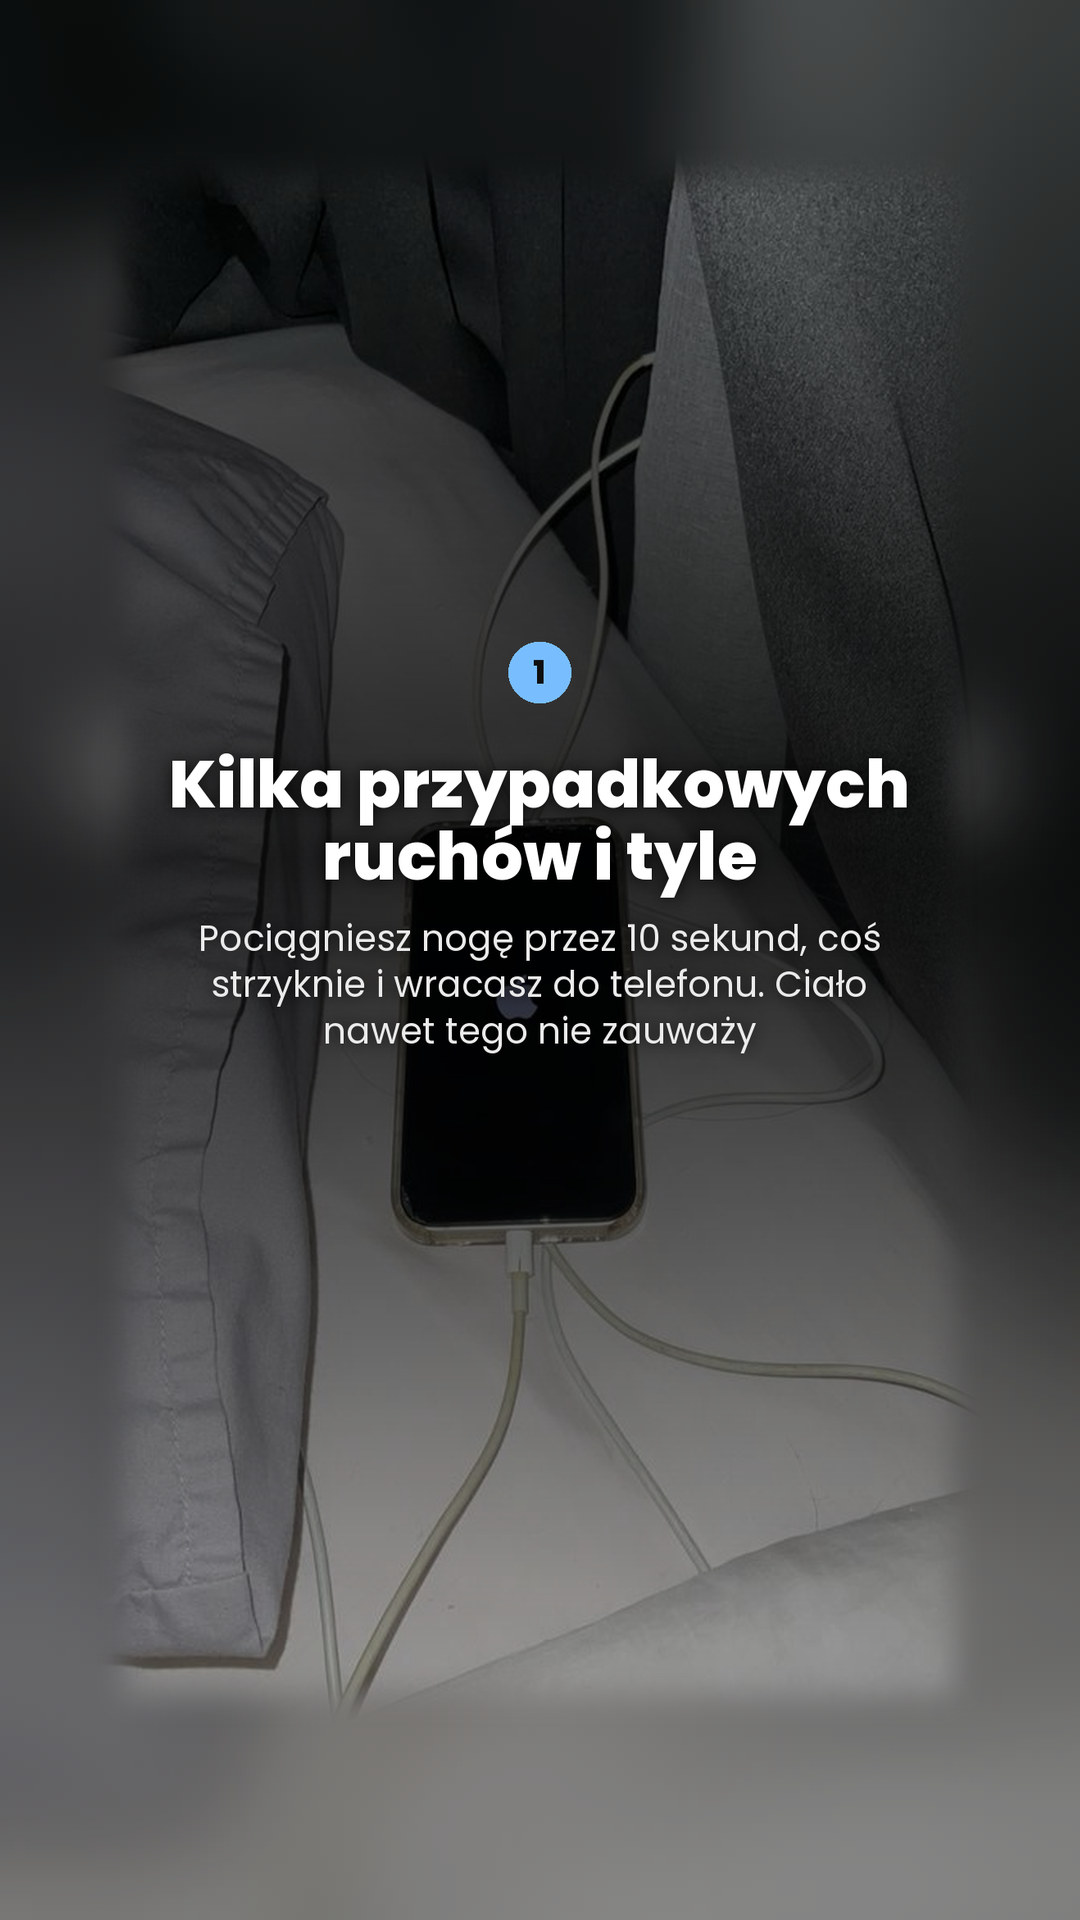 1
Kilka przypadkowych
ruchów i tyle
Pociągniesz nogę przez 10 sekund, coś
strzyknie i wracasz do telefonu. Ciało
nawet tego nie zauważy